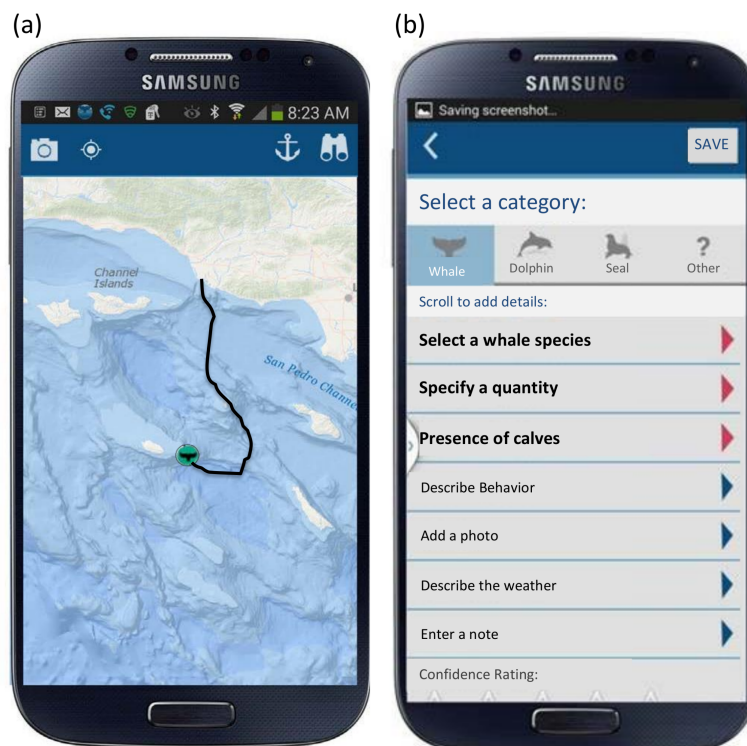 (a)
SAMSUNG
8:23 AM
Channel
Islands
San Pedro Channel
(b)
SAMSUNG
Saving screenshot...
SAVE
Select a category:
Whale
Dolphin
Seal
?
Other
Scroll to add details:
Select a whale species
Specify a quantity
Presence of calves
Describe Behavior
Add a photo
Describe the weather
Enter a note
Confidence Rating: